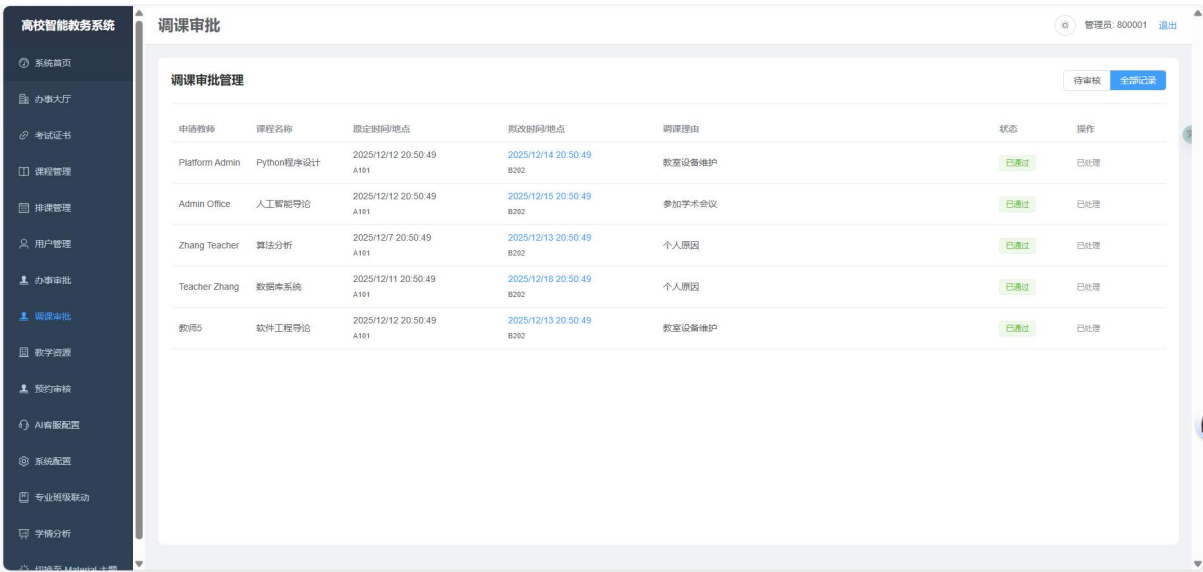 高校智能教务系统
系统首页
办事大厅
考试证书
课程管理
排课管理
用户管理
办事审批
调课审批
教学资源
预约审核
AI客服配置
系统配置
专业班级联动
学情分析
切换至 Material 主题
调课审批
管理员: 800001 退出
调课审批管理
待审核 全部记录
申请教师 课程名称 原定时间/地点 拟改时间/地点 调课理由 状态 操作
Platform Admin Python程序设计 2025/12/12 20:50:49 2025/12/14 20:50:49 教室设备维护 已通过 已处理
A101 B202
Admin Office 人工智能导论 2025/12/12 20:50:49 2025/12/15 20:50:49 参加学术会议 已通过 已处理
A101 B202
Zhang Teacher 算法分析 2025/12/7 20:50:49 2025/12/13 20:50:49 个人原因 已通过 已处理
A101 B202
Teacher Zhang 数据库系统 2025/12/11 20:50:49 2025/12/18 20:50:49 个人原因 已通过 已处理
A101 B202
教师5 软件工程导论 2025/12/12 20:50:49 2025/12/13 20:50:49 教室设备维护 已通过 已处理
A101 B202